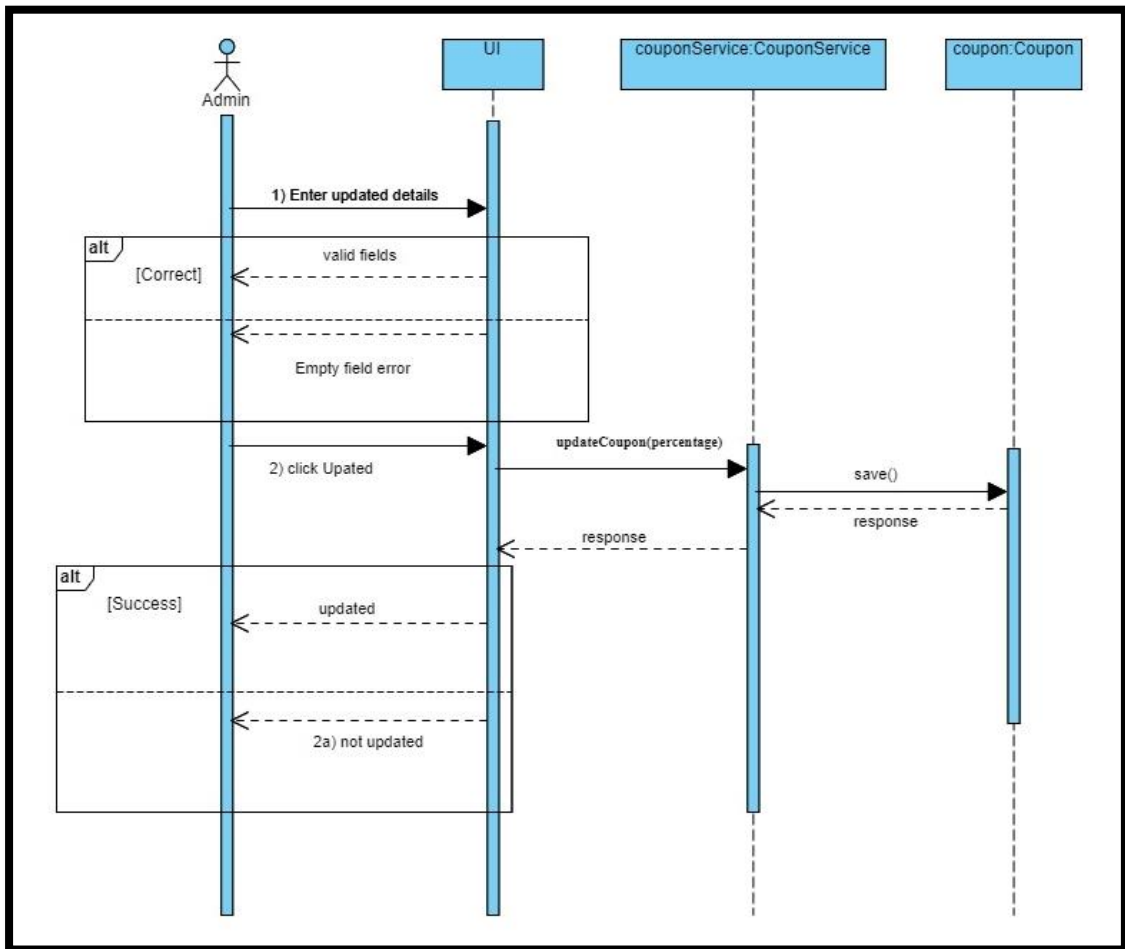 UI
couponService:CouponService
coupon:Coupon
Admin
1) Enter updated details
alt
valid fields
[Correct]
Empty field error
updateCoupon(percentage)
2) click Upated
save()
response
response
alt
[Success]
updated
2a) not updated